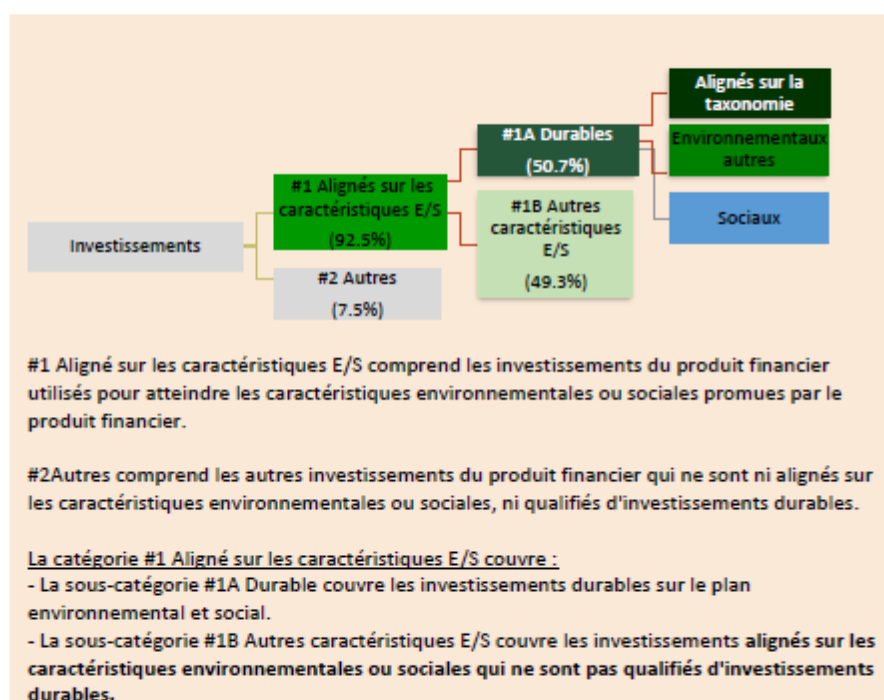 Alignés sur la
taxonomie
#1A Durables
(50.7%)
Environnementaux
autres
#1 Alignés sur les
caractéristiques E/S
(92.5%)
#1B Autres
caractéristiques
E/S
(49.3%)
Sociaux
Investissements
#2 Autres
(7.5%)
#1 Aligné sur les caractéristiques E/S comprend les investissements du produit financier
utilisés pour atteindre les caractéristiques environnementales ou sociales promues par le
produit financier.
#2Autres comprend les autres investissements du produit financier qui ne sont ni alignés sur
les caractéristiques environnementales ou sociales, ni qualifiés d'investissements durables.
La catégorie #1 Aligné sur les caractéristiques E/S couvre :
- La sous-catégorie #1A Durable couvre les investissements durables sur le plan
environnemental et social.
- La sous-catégorie #1B Autres caractéristiques E/S couvre les investissements alignés sur les
caractéristiques environnementales ou sociales qui ne sont pas qualifiés d'investissements
durables.